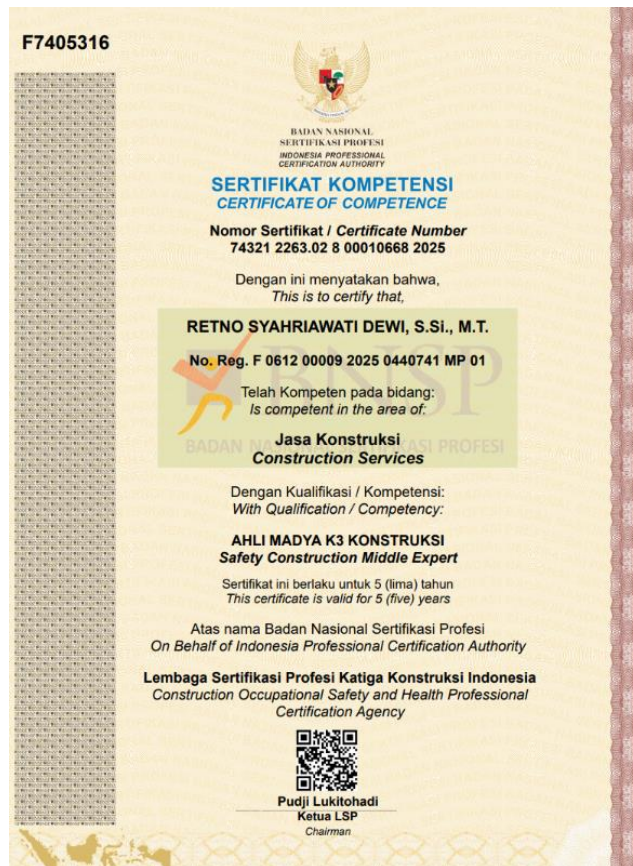 F7405316
BADAN NASIONAL
SERTIFIKASI PROFESI
INDONESIA PROFESSIONAL
CERTIFICATION AUTHORITY
SERTIFIKAT KOMPETENSI
CERTIFICATE OF COMPETENCE
Nomor Sertifikat / Certificate Number
74321 2263.02 8 00010668 2025
Dengan ini menyatakan bahwa,
This is to certify that,
RETNO SYAHRIAWATI DEWI, S.Si., M.T.
No. Reg. F 0612 00009 2025 0440741 MP 01
BNSP
Telah Kompeten pada bidang:
Is competent in the area of:
Jasa Konstruksi
BADAN NASIONAL SERTIFIKASI PROFESI
Construction Services
Dengan Kualifikasi / Kompetensi:
With Qualification / Competency:
AHLI MADYA K3 KONSTRUKSI
Safety Construction Middle Expert
Sertifikat ini berlaku untuk 5 (lima) tahun
This certificate is valid for 5 (five) years
Atas nama Badan Nasional Sertifikasi Profesi
On Behalf of Indonesia Professional Certification Authority
Lembaga Sertifikasi Profesi Katiga Konstruksi Indonesia
Construction Occupational Safety and Health Professional
Certification Agency
Pudji Lukitohadi
Ketua LSP
Chairman